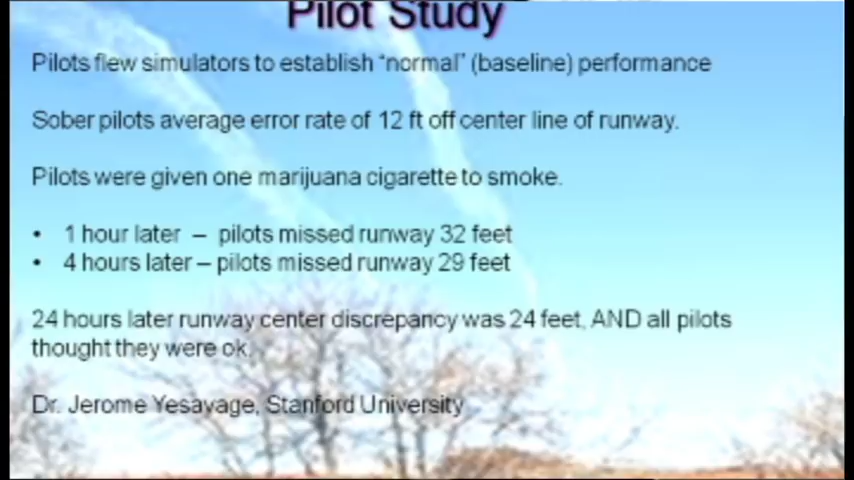 Pilot Study
Pilots flew simulators to establish “normal” (baseline) performance
Sober pilots average error rate of 12 ft off center line of runway.
Pilots were given one marijuana cigarette to smoke.
• 1 hour later – pilots missed runway 32 feet
• 4 hours later – pilots missed runway 29 feet
24 hours later runway center discrepancy was 24 feet, AND all pilots
thought they were ok.
Dr. Jerome Yesavage, Stanford University